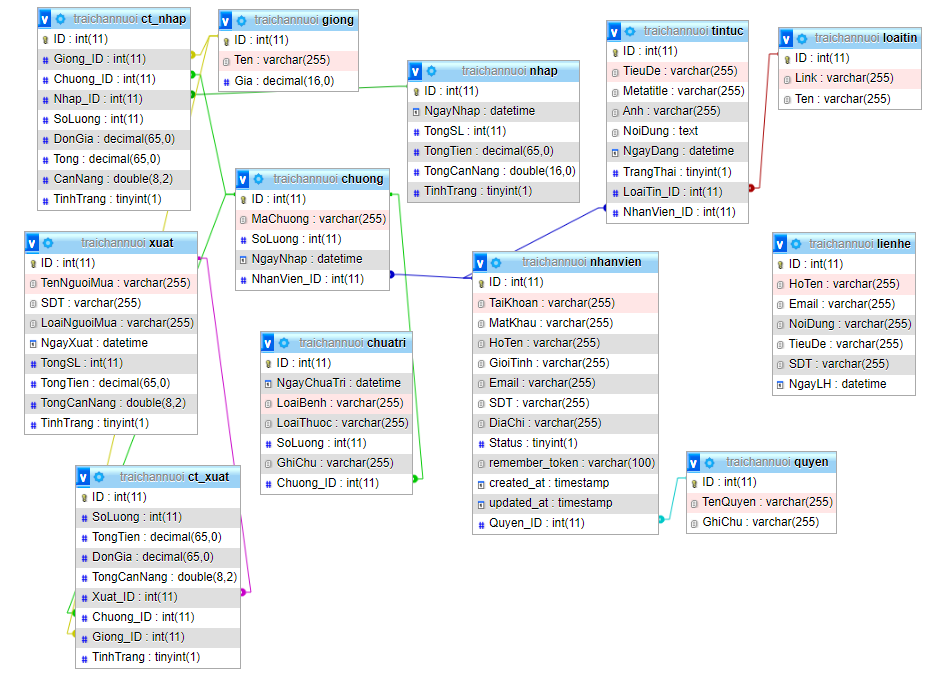 traichannuoi ct_nhap
ID : int(11)
Giong_ID : int(11)
Chuong_ID : int(11)
Nhap_ID : int(11)
SoLuong : int(11)
DonGia : decimal(65,0)
Tong : decimal(65,0)
CanNang : double(8,2)
TinhTrang : tinyint(1)
traichannuoi giong
ID : int(11)
Ten : varchar(255)
Gia : decimal(16,0)
traichannuoi nhap
ID : int(11)
NgayNhap : datetime
TongSL : int(11)
TongTien : decimal(65,0)
TongCanNang : double(16,0)
TinhTrang : tinyint(1)
traichannuoi tintuc
ID : int(11)
TieuDe : varchar(255)
Metatitle : varchar(255)
Anh : varchar(255)
NoiDung : text
NgayDang : datetime
TrangThai : tinyint(1)
LoaiTin_ID : int(11)
NhanVien_ID : int(11)
traichannuoi loaitin
ID : int(11)
Link : varchar(255)
Ten : varchar(255)
traichannuoi chuong
ID : int(11)
MaChuong : varchar(255)
SoLuong : int(11)
NgayNhap : datetime
NhanVien_ID : int(11)
traichannuoi xuat
ID : int(11)
TenNguoiMua : varchar(255)
SDT : varchar(255)
LoaiNguoiMua : varchar(255)
NgayXuat : datetime
TongSL : int(11)
TongTien : decimal(65,0)
TongCanNang : double(8,2)
TinhTrang : tinyint(1)
traichannuoi nhanvien
ID : int(11)
TaiKhoan : varchar(255)
MatKhau : varchar(255)
HoTen : varchar(255)
GioiTinh : varchar(255)
Email : varchar(255)
SDT : varchar(255)
DiaChi : varchar(255)
Status : tinyint(1)
remember_token : varchar(100)
created_at : timestamp
updated_at : timestamp
Quyen_ID : int(11)
traichannuoi lienhe
ID : int(11)
HoTen : varchar(255)
Email : varchar(255)
NoiDung : varchar(255)
TieuDe : varchar(255)
SDT : varchar(255)
NgayLH : datetime
traichannuoi chuatri
ID : int(11)
NgayChuaTri : datetime
LoaiBenh : varchar(255)
LoaiThuoc : varchar(255)
SoLuong : int(11)
GhiChu : varchar(255)
Chuong_ID : int(11)
traichannuoi quyen
ID : int(11)
TenQuyen : varchar(255)
GhiChu : varchar(255)
traichannuoi ct_xuat
ID : int(11)
SoLuong : int(11)
TongTien : decimal(65,0)
DonGia : decimal(65,0)
TongCanNang : double(8,2)
Xuat_ID : int(11)
Chuong_ID : int(11)
Giong_ID : int(11)
TinhTrang : tinyint(1)